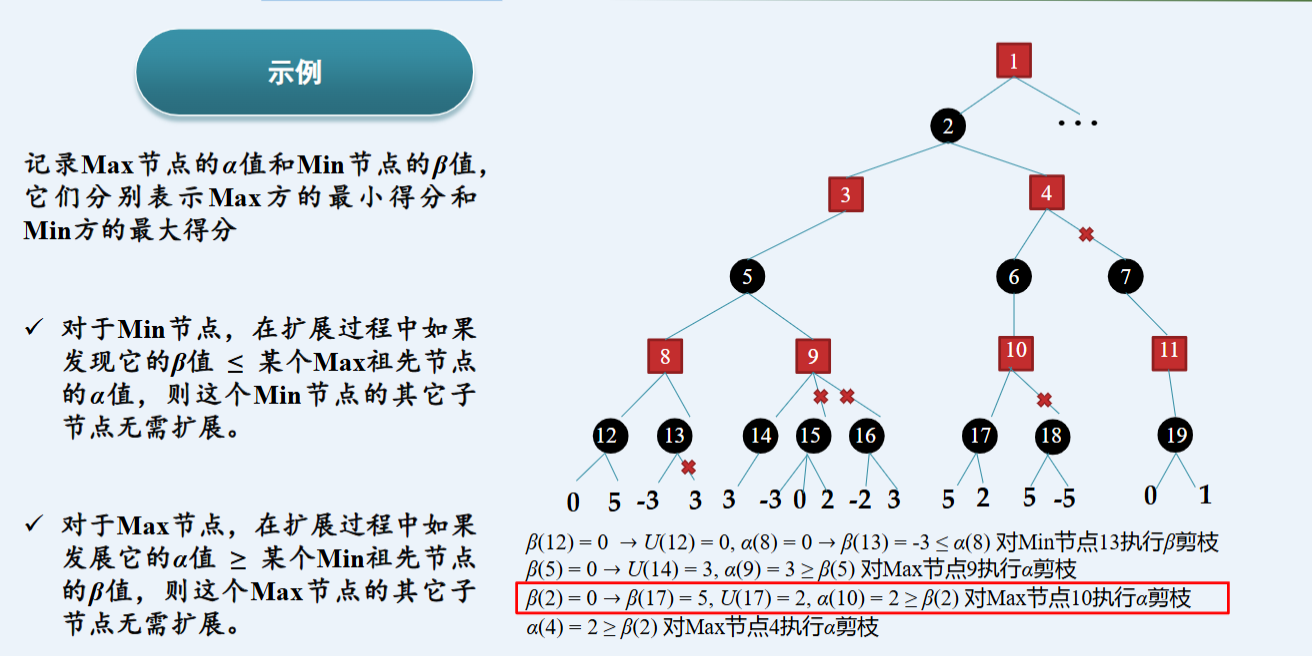 示例
记录Max节点的α值和Min节点的β值，
它们分别表示Max方的最小得分和
Min方的最大得分
✓ 对于Min节点，在扩展过程中如果
发现它的β值 ≤ 某个Max祖先节点
的α值，则这个Min节点的其它子
节点无需扩展。
✓ 对于Max节点，在扩展过程中如果
发展它的α值 ≥ 某个Min祖先节点
的β值，则这个Max节点的其它子
节点无需扩展。
1
2 ···
3 4
5 6 7
8 9 10 11
12 13 14 15 16 17 18 19
0 5 -3 3 3 -3 0 2 -2 3 5 2 5 -5 0 1
β(12) = 0 → U(12) = 0, α(8) = 0 → β(13) = -3 ≤ α(8) 对Min节点13执行β剪枝
β(5) = 0 → U(14) = 3, α(9) = 3 ≥ β(5) 对Max节点9执行α剪枝
β(2) = 0 → β(17) = 5, U(17) = 2, α(10) = 2 ≥ β(2) 对Max节点10执行α剪枝
α(4) = 2 ≥ β(2) 对Max节点4执行α剪枝